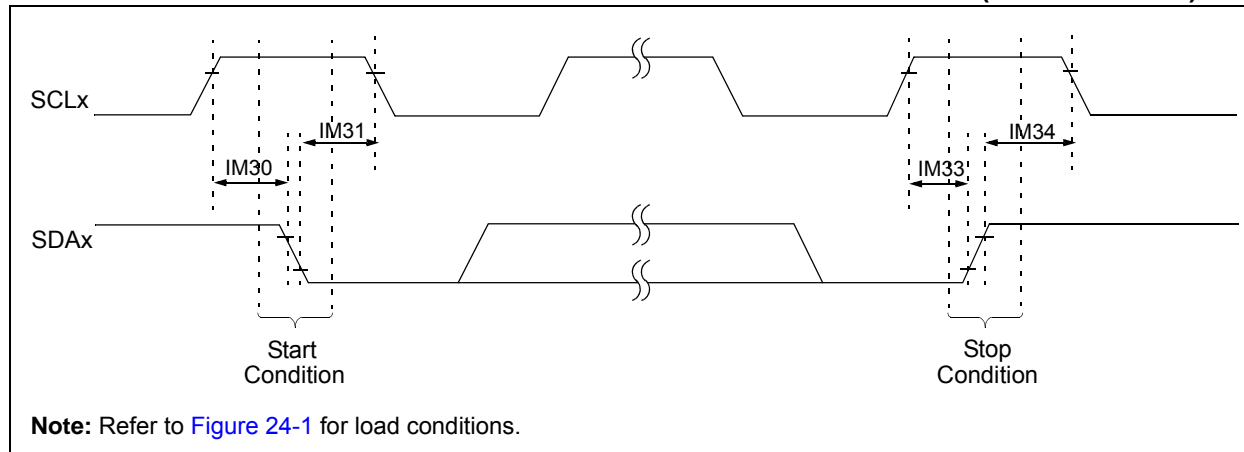 SCLx
IM31
IM34
IM30
IM33
SDAx
Start
Condition
Stop
Condition
Note: Refer to Figure 24-1 for load conditions.